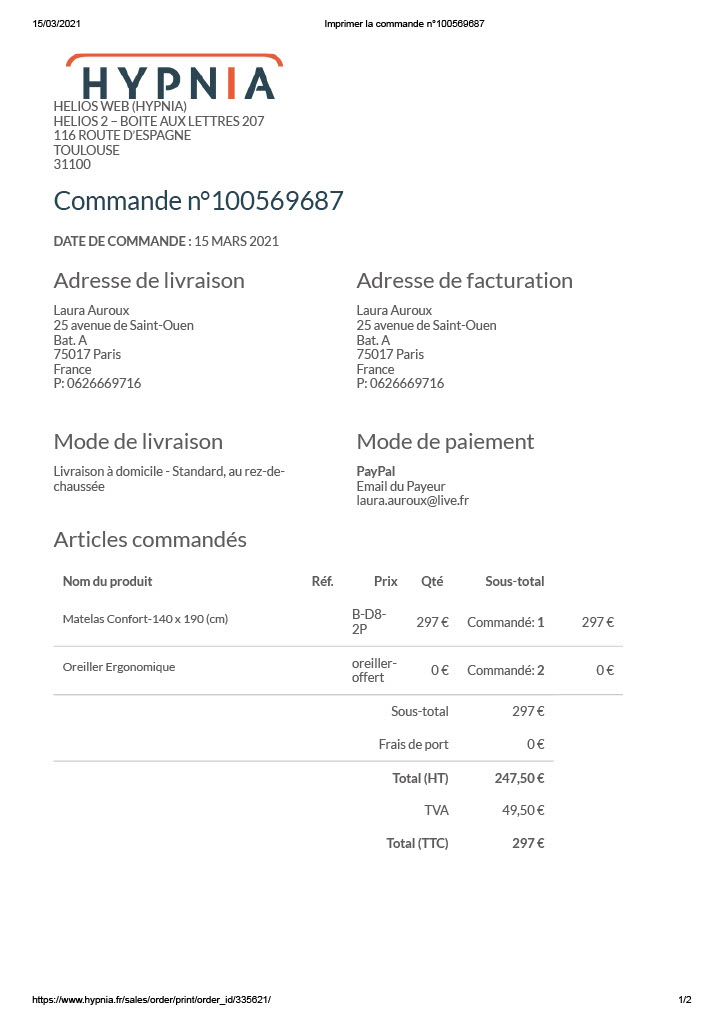 15/03/2021 Imprimer la commande n°100569687
HYPNIA
HELIOS WEB (HYPNIA)
HELIOS 2 – BOITE AUX LETTRES 207
116 ROUTE D'ESPAGNE
TOULOUSE
31100
Commande n°100569687
DATE DE COMMANDE : 15 MARS 2021
Adresse de livraison
Laura Auroux
25 avenue de Saint-Ouen
Bat. A
75017 Paris
France
P: 0626669716
Adresse de facturation
Laura Auroux
25 avenue de Saint-Ouen
Bat. A
75017 Paris
France
P: 0626669716
Mode de livraison
Livraison à domicile - Standard, au rez-de-
chaussée
Mode de paiement
PayPal
Email du Payeur
laura.auroux@live.fr
Articles commandés
Nom du produit Réf. Prix Qté Sous-total
Matelas Confort-140 x 190 (cm) B-D8-2P 297 € Commandé: 1 297 €
Oreiller Ergonomique oreiller-offert 0 € Commandé: 2 0 €
Sous-total 297 €
Frais de port 0 €
Total (HT) 247,50 €
TVA 49,50 €
Total (TTC) 297 €
https://www.hypnia.fr/sales/order/print/order_id/335621/ 1/2